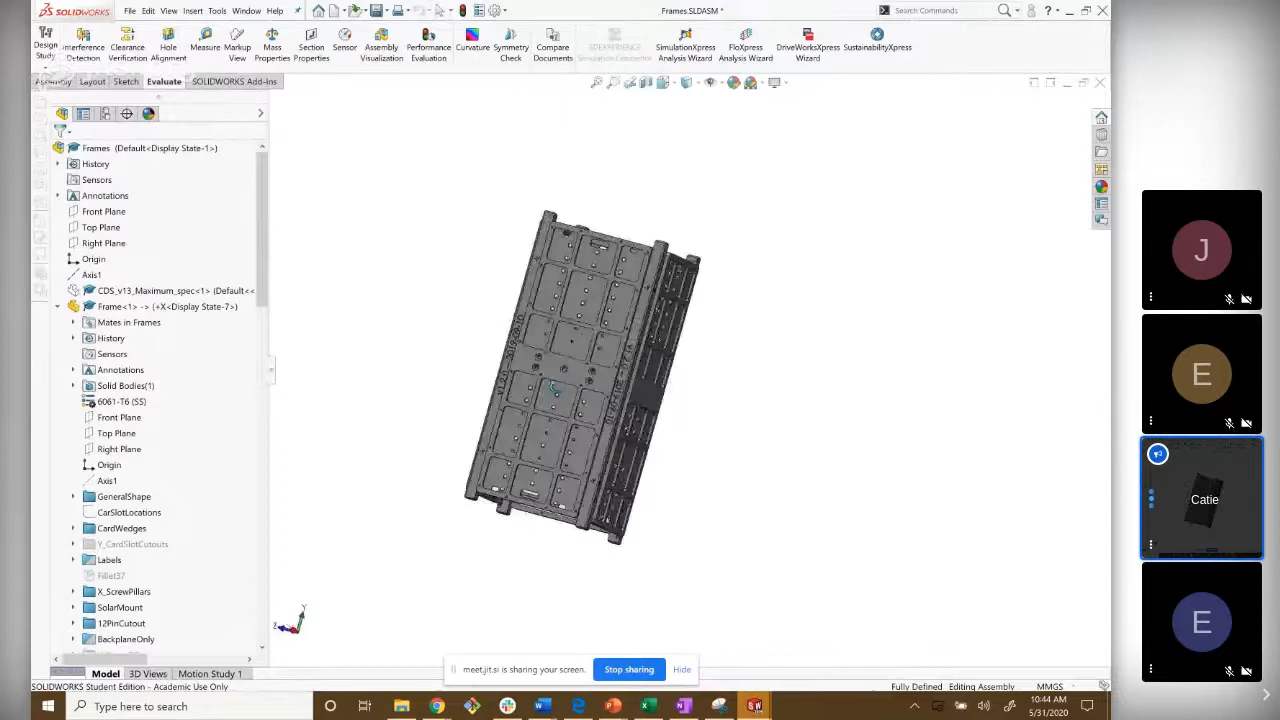 SOLIDWORKS File Edit View Insert Tools Window Help Frames.SLDASM * Search Commands
Design Study Interference Detection Clearance Verification Hole Alignment Measure Markup View Mass Properties Section Properties Sensor Assembly Visualization Performance Evaluation Curvature Symmetry Check Compare Documents 3DEXPERIENCE Simulation Connector SimulationXpress Analysis Wizard FloXpress Analysis Wizard DriveWorksXpress Wizard SustainabilityXpress
Assembly Layout Sketch Evaluate SOLIDWORKS Add-Ins
Frames (Default<Display State-1>)
History
Sensors
Annotations
Front Plane
Top Plane
Right Plane
Origin
Axis1
CDS_v13_Maximum_spec<1> (Default<<
Frame<1> -> (+X<Display State-7>)
Mates in Frames
History
Sensors
Annotations
Solid Bodies(1)
6061-T6 (SS)
Front Plane
Top Plane
Right Plane
Origin
Axis1
GeneralShape
CarSlotLocations
CardWedges
Y_CardSlotCutouts
Labels
Fillet37
X_ScrewPillars
SolarMount
12PinCutout
BackplaneOnly
Y
Z
J
E
Catie
E
meet.jit.si is sharing your screen. Stop sharing Hide
Model 3D Views Motion Study 1
SOLIDWORKS Student Edition - Academic Use Only Fully Defined Editing Assembly MMGS
Type here to search
10:44 AM
5/31/2020